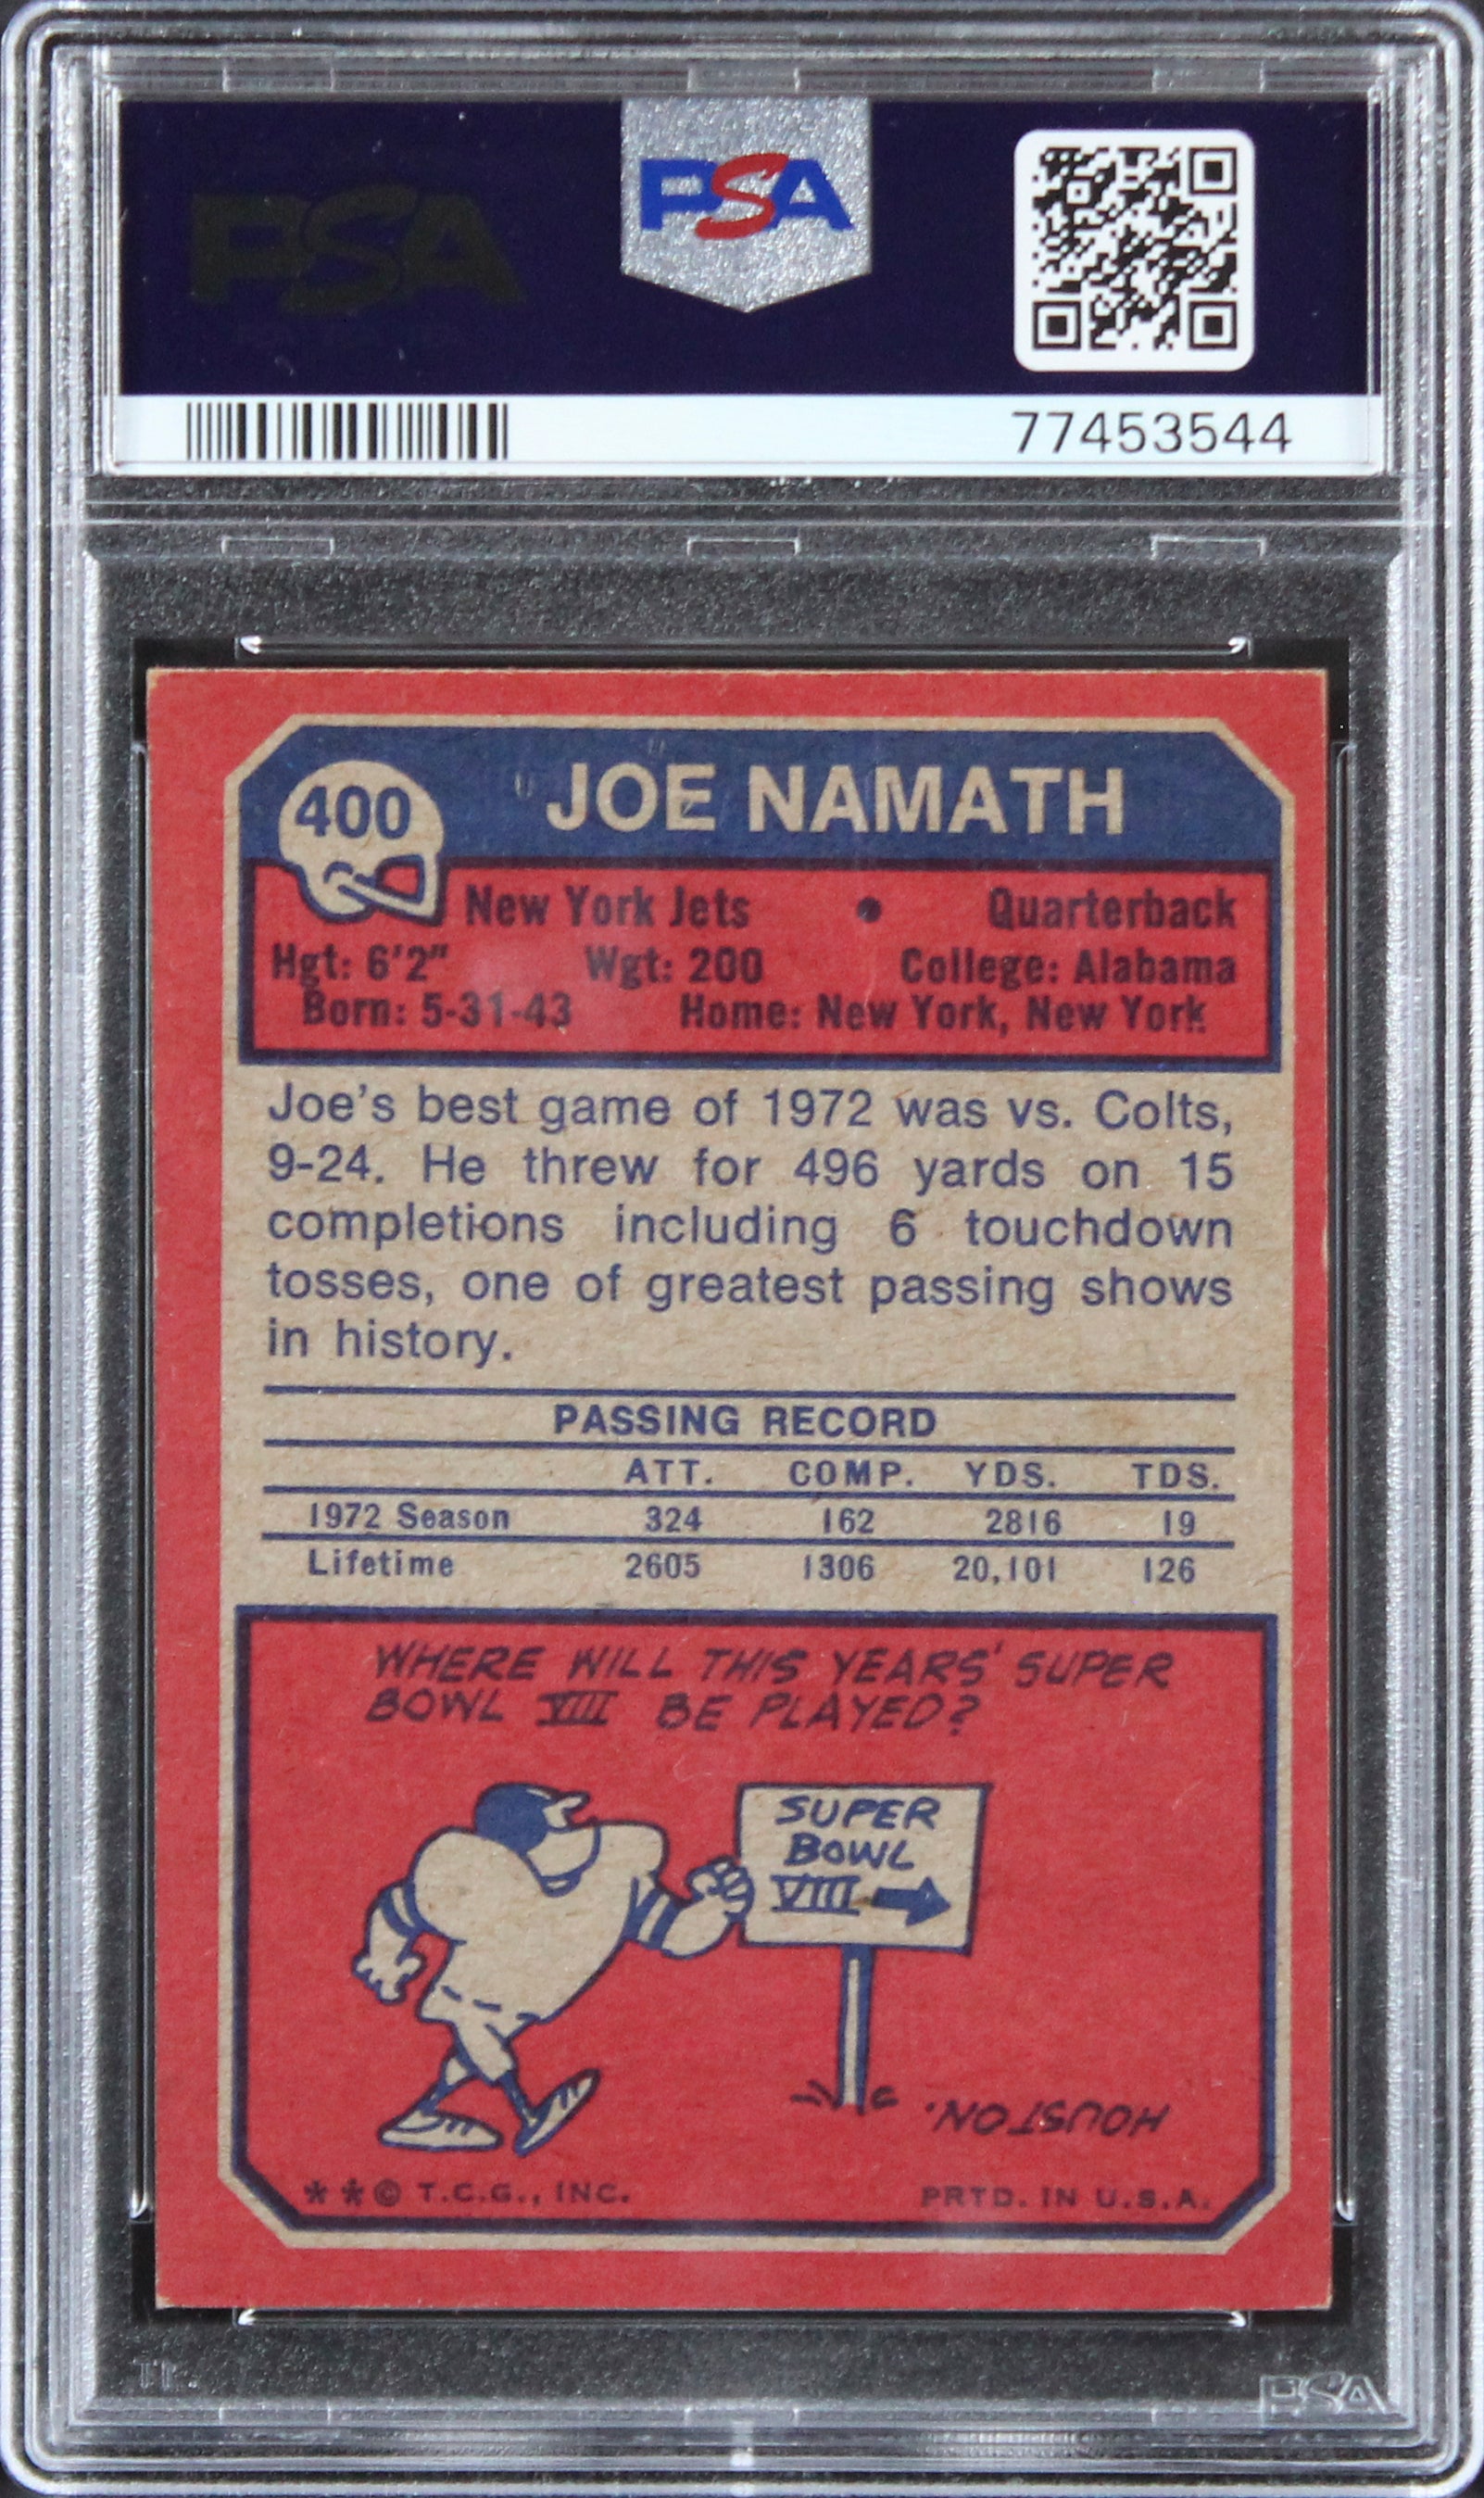 PSA
PSA
77453544
400
JOE NAMATH
New York Jets • Quarterback
Hgt: 6'2" Wgt: 200 College: Alabama
Born: 5-31-43 Home: New York, New York
Joe's best game of 1972 was vs. Colts,
9-24. He threw for 496 yards on 15
completions including 6 touchdown
tosses, one of greatest passing shows
in history.
PASSING RECORD
ATT. COMP. YDS. TDS.
1972 Season 324 162 2816 19
Lifetime 2605 1306 20,101 126
WHERE WILL THIS YEARS' SUPER
BOWL VIII BE PLAYED?
SUPER
BOWL
VIII
HOUSTON.
**© T.C.G., INC. PRTD. IN U.S.A.
PSA